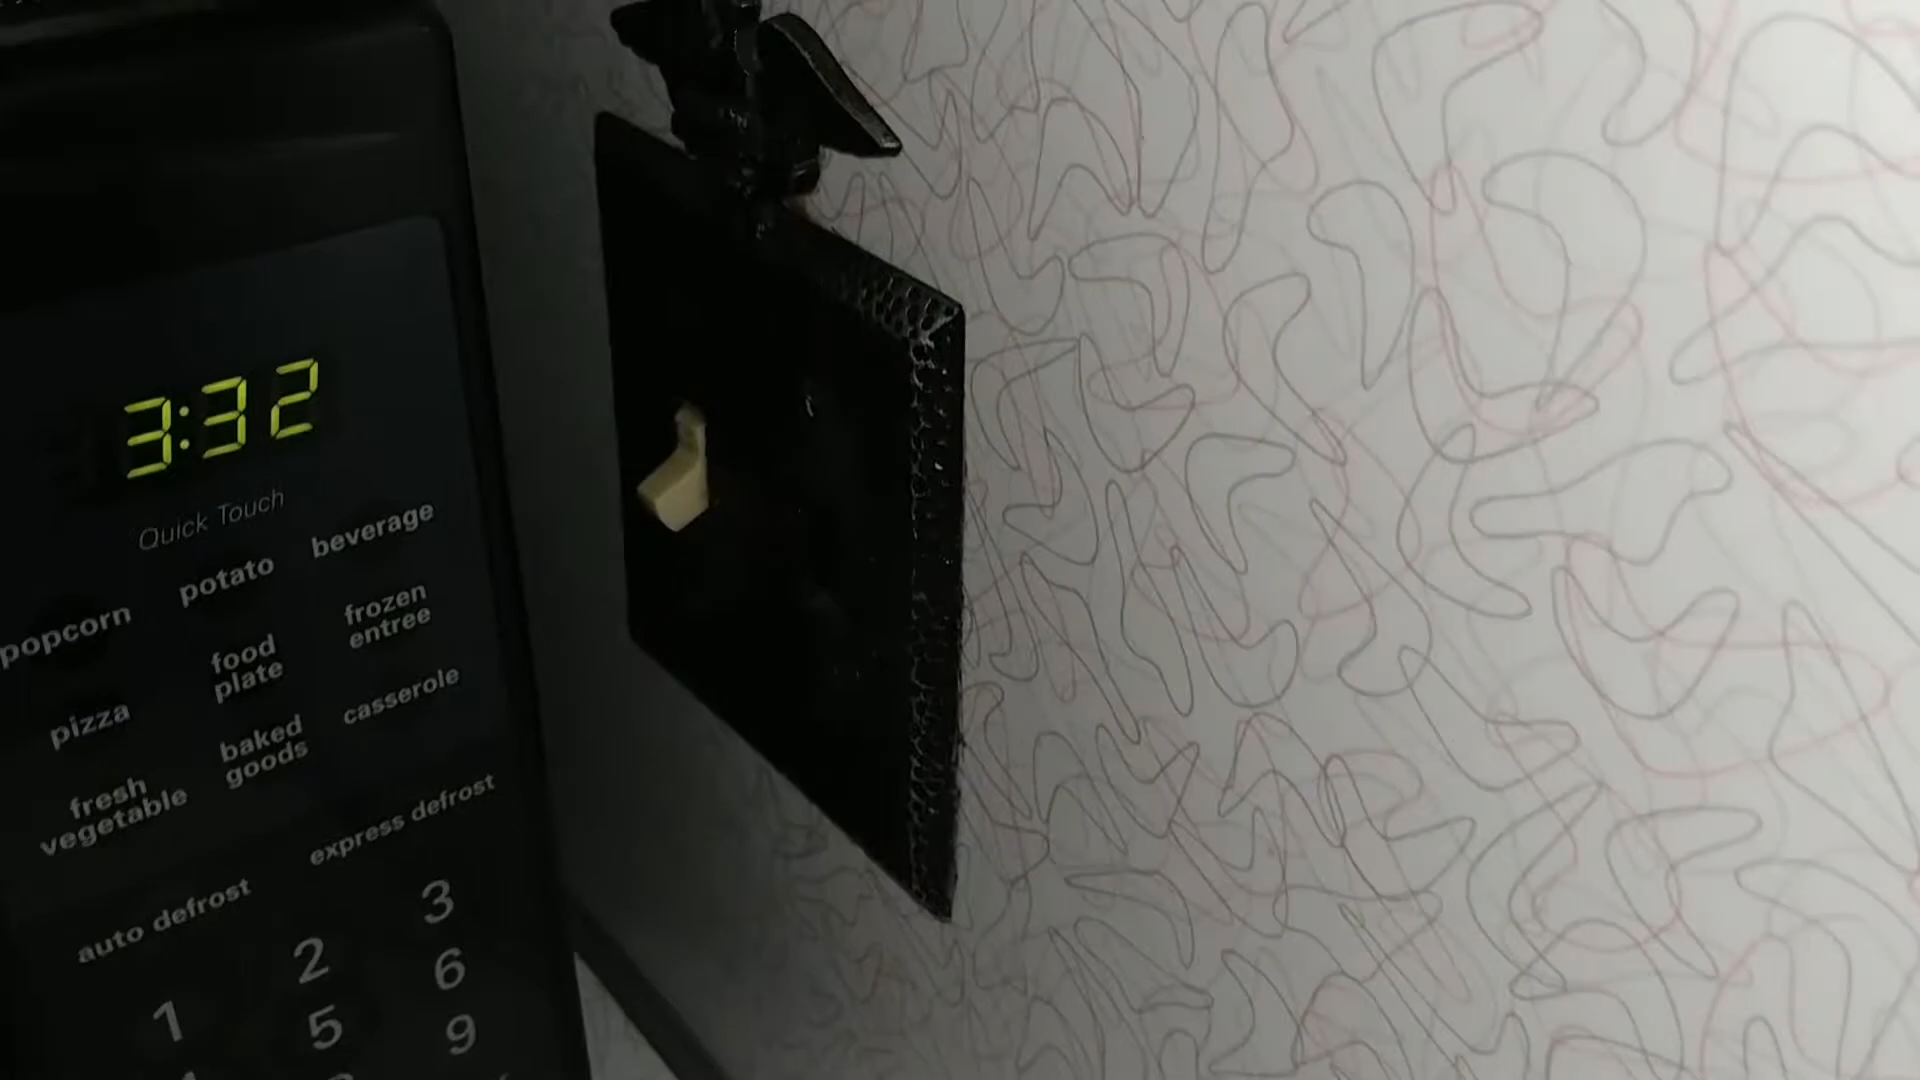 3:32
Quick Touch
popcorn
potato
beverage
pizza
food
plate
frozen
entree
fresh
vegetable
baked
goods
casserole
auto defrost
express defrost
1
2
3
5
6
9